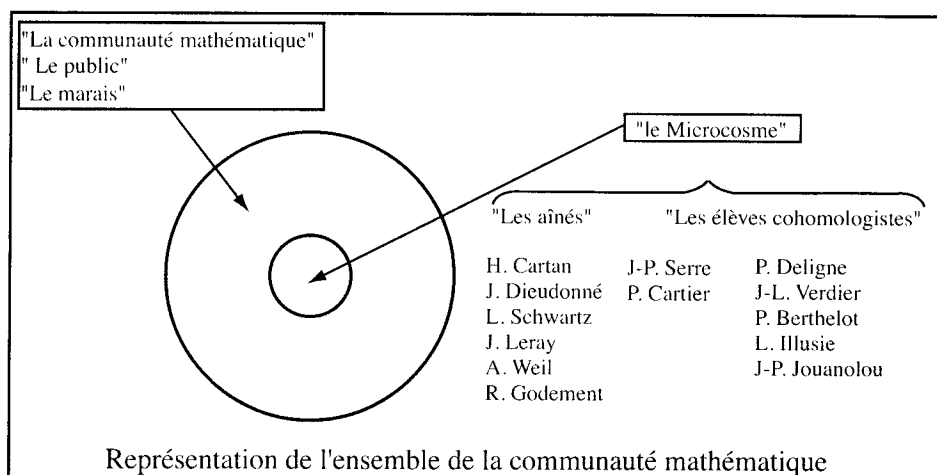 "La communauté mathématique"
" Le public"
"Le marais"
"le Microcosme"
"Les aînés" "Les élèves cohomologistes"
H. Cartan J-P. Serre P. Deligne
J. Dieudonné P. Cartier J-L. Verdier
L. Schwartz P. Berthelot
J. Leray L. Illusie
A. Weil J-P. Jouanolou
R. Godement
Représentation de l'ensemble de la communauté mathématique